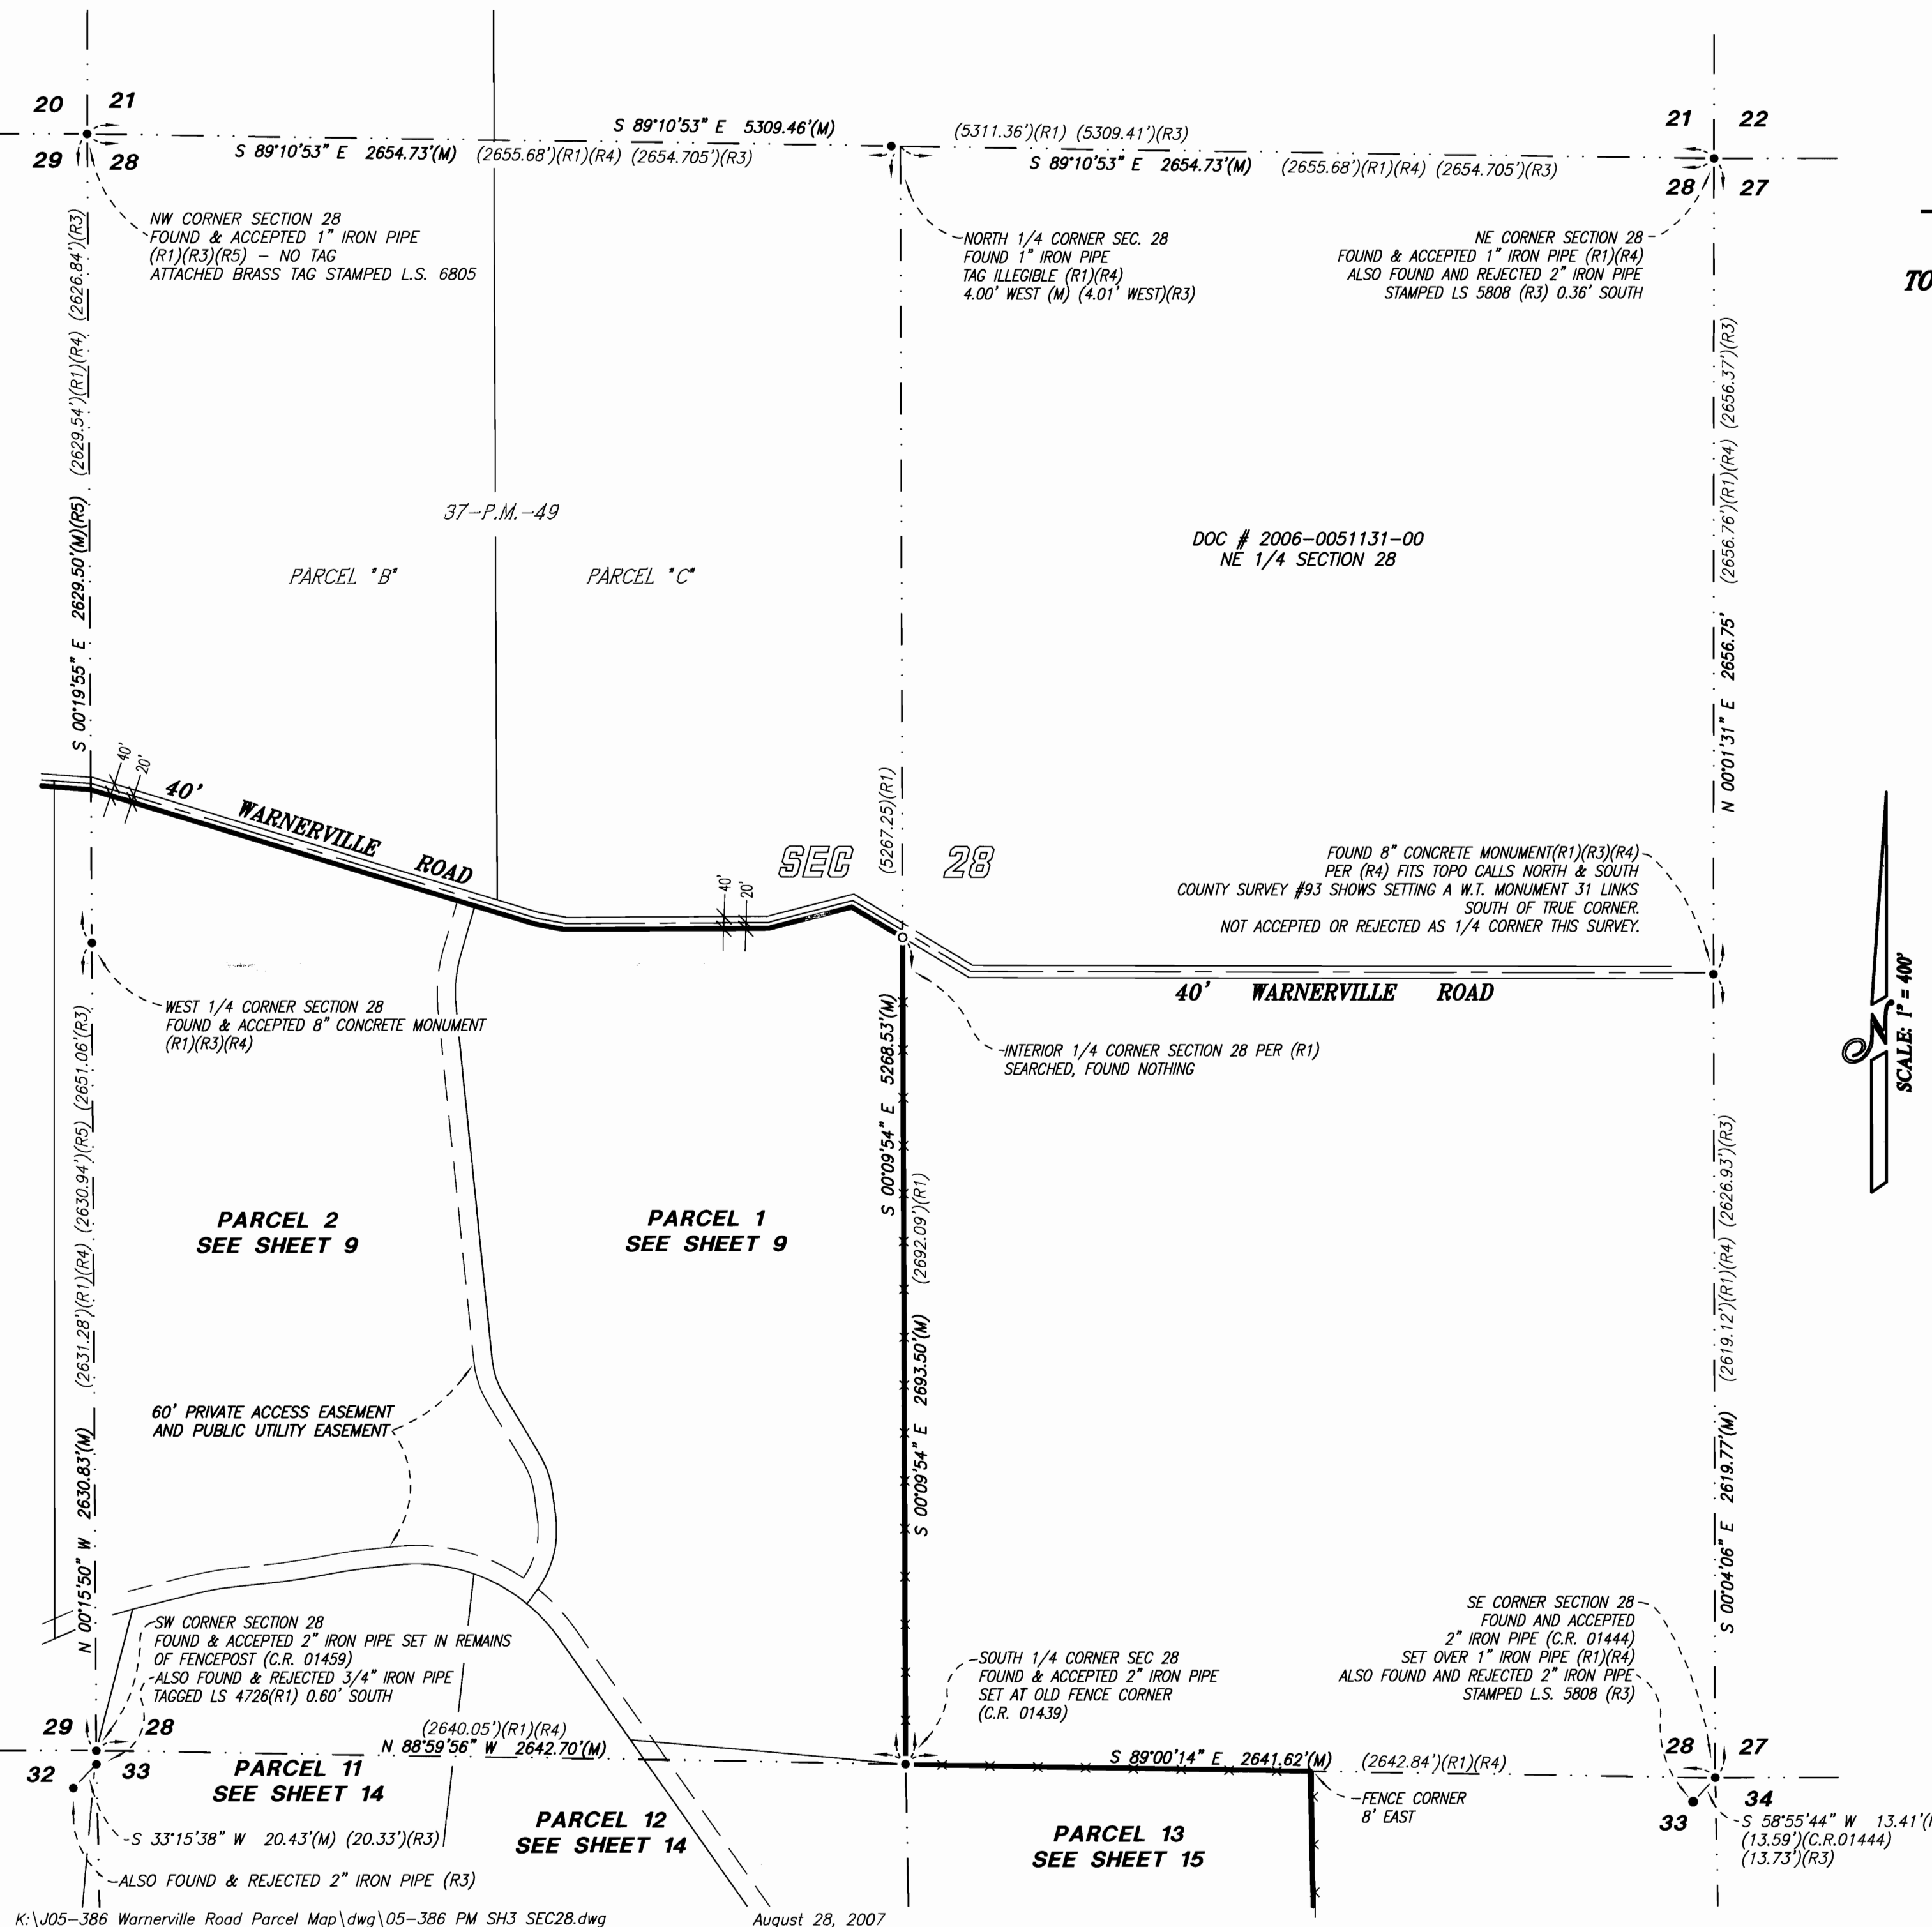 20 21
29 28
S 89°10'53" E 5309.46'(M) (5311.36')(R1) (5309.41')(R3)
S 89°10'53" E 2654.73'(M) (2655.68')(R1)(R4) (2654.705')(R3)
S 89°10'53" E 2654.73'(M) (2655.68')(R1)(R4) (2654.705')(R3)
21 22
28 27
NW CORNER SECTION 28
FOUND & ACCEPTED 1" IRON PIPE
(R1)(R3)(R5) – NO TAG
ATTACHED BRASS TAG STAMPED L.S. 6805
NORTH 1/4 CORNER SEC. 28
FOUND 1" IRON PIPE
TAG ILLEGIBLE (R1)(R4)
4.00' WEST (M) (4.01' WEST)(R3)
NE CORNER SECTION 28
FOUND & ACCEPTED 1" IRON PIPE (R1)(R4)
ALSO FOUND AND REJECTED 2" IRON PIPE
STAMPED LS 5808 (R3) 0.36' SOUTH
TO
S 00°19'55" E 2629.50'(M)(R5) (2629.54')(R1)(R4) (2626.84')(R3)
37-P.M.-49
PARCEL "B"
PARCEL "C"
DOC # 2006-0051131-00
NE 1/4 SECTION 28
N 00°01'31" E 2656.75' (2656.76')(R1)(R4) (2656.37')(R3)
40'
20'
40' WARNERVILLE ROAD
(5267.25)(R1)
SEC 28
40'
20'
FOUND 8" CONCRETE MONUMENT(R1)(R3)(R4)
PER (R4) FITS TOPO CALLS NORTH & SOUTH
COUNTY SURVEY #93 SHOWS SETTING A W.T. MONUMENT 31 LINKS
SOUTH OF TRUE CORNER.
NOT ACCEPTED OR REJECTED AS 1/4 CORNER THIS SURVEY.
40' WARNERVILLE ROAD
WEST 1/4 CORNER SECTION 28
FOUND & ACCEPTED 8" CONCRETE MONUMENT
(R1)(R3)(R4)
INTERIOR 1/4 CORNER SECTION 28 PER (R1)
SEARCHED, FOUND NOTHING
N
SCALE: 1" = 400'
S 00°09'54" E 5268.53'(M)
S 00°09'54" E 2693.50'(M) (2692.09')(R1)
N 00°15'50" W 2630.83'(M) (2631.28')(R1)(R4) (2630.94')(R5) (2651.06'(R3)
S 00°04'06" E 2619.77'(M) (2619.12')(R1)(R4) (2626.93')(R3)
PARCEL 2
SEE SHEET 9
PARCEL 1
SEE SHEET 9
60' PRIVATE ACCESS EASEMENT
AND PUBLIC UTILITY EASEMENT
SW CORNER SECTION 28
FOUND & ACCEPTED 2" IRON PIPE SET IN REMAINS
OF FENCEPOST (C.R. 01459)
ALSO FOUND & REJECTED 3/4" IRON PIPE
TAGGED LS 4726(R1) 0.60' SOUTH
SOUTH 1/4 CORNER SEC 28
FOUND & ACCEPTED 2" IRON PIPE
SET AT OLD FENCE CORNER
(C.R. 01439)
SE CORNER SECTION 28
FOUND AND ACCEPTED
2" IRON PIPE (C.R. 01444)
SET OVER 1" IRON PIPE (R1)(R4)
ALSO FOUND AND REJECTED 2" IRON PIPE
STAMPED L.S. 5808 (R3)
29 28
32 33
(2640.05')(R1)(R4)
N 88°59'56" W 2642.70'(M)
S 89°00'14" E 2641.62'(M) (2642.84')(R1)(R4)
28 27
33 34
PARCEL 11
SEE SHEET 14
PARCEL 12
SEE SHEET 14
PARCEL 13
SEE SHEET 15
FENCE CORNER
8' EAST
S 33°15'38" W 20.43'(M) (20.33')(R3)
ALSO FOUND & REJECTED 2" IRON PIPE (R3)
S 58°55'44" W 13.41'(
(13.59')(C.R.01444)
(13.73')(R3)
K:\J05-386 Warnerville Road Parcel Map\dwg\05-386 PM SH3 SEC28.dwg August 28, 2007